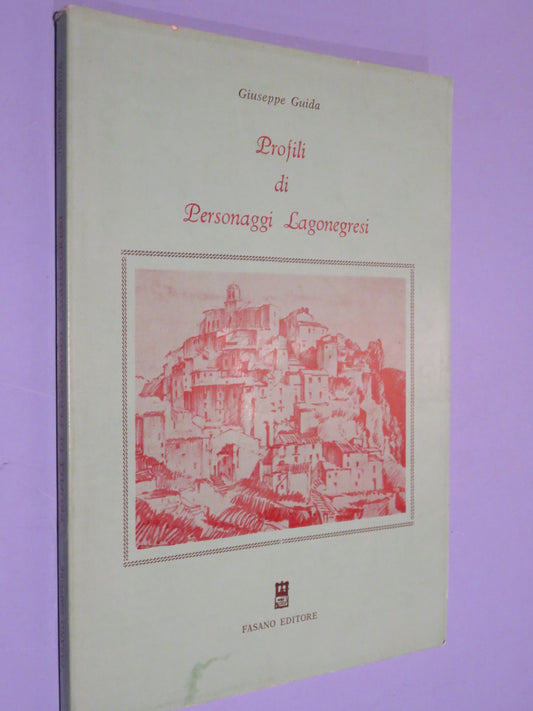 Giuseppe Guida
Profili
di
Personaggi Lagonegresi
FASANO EDITORE